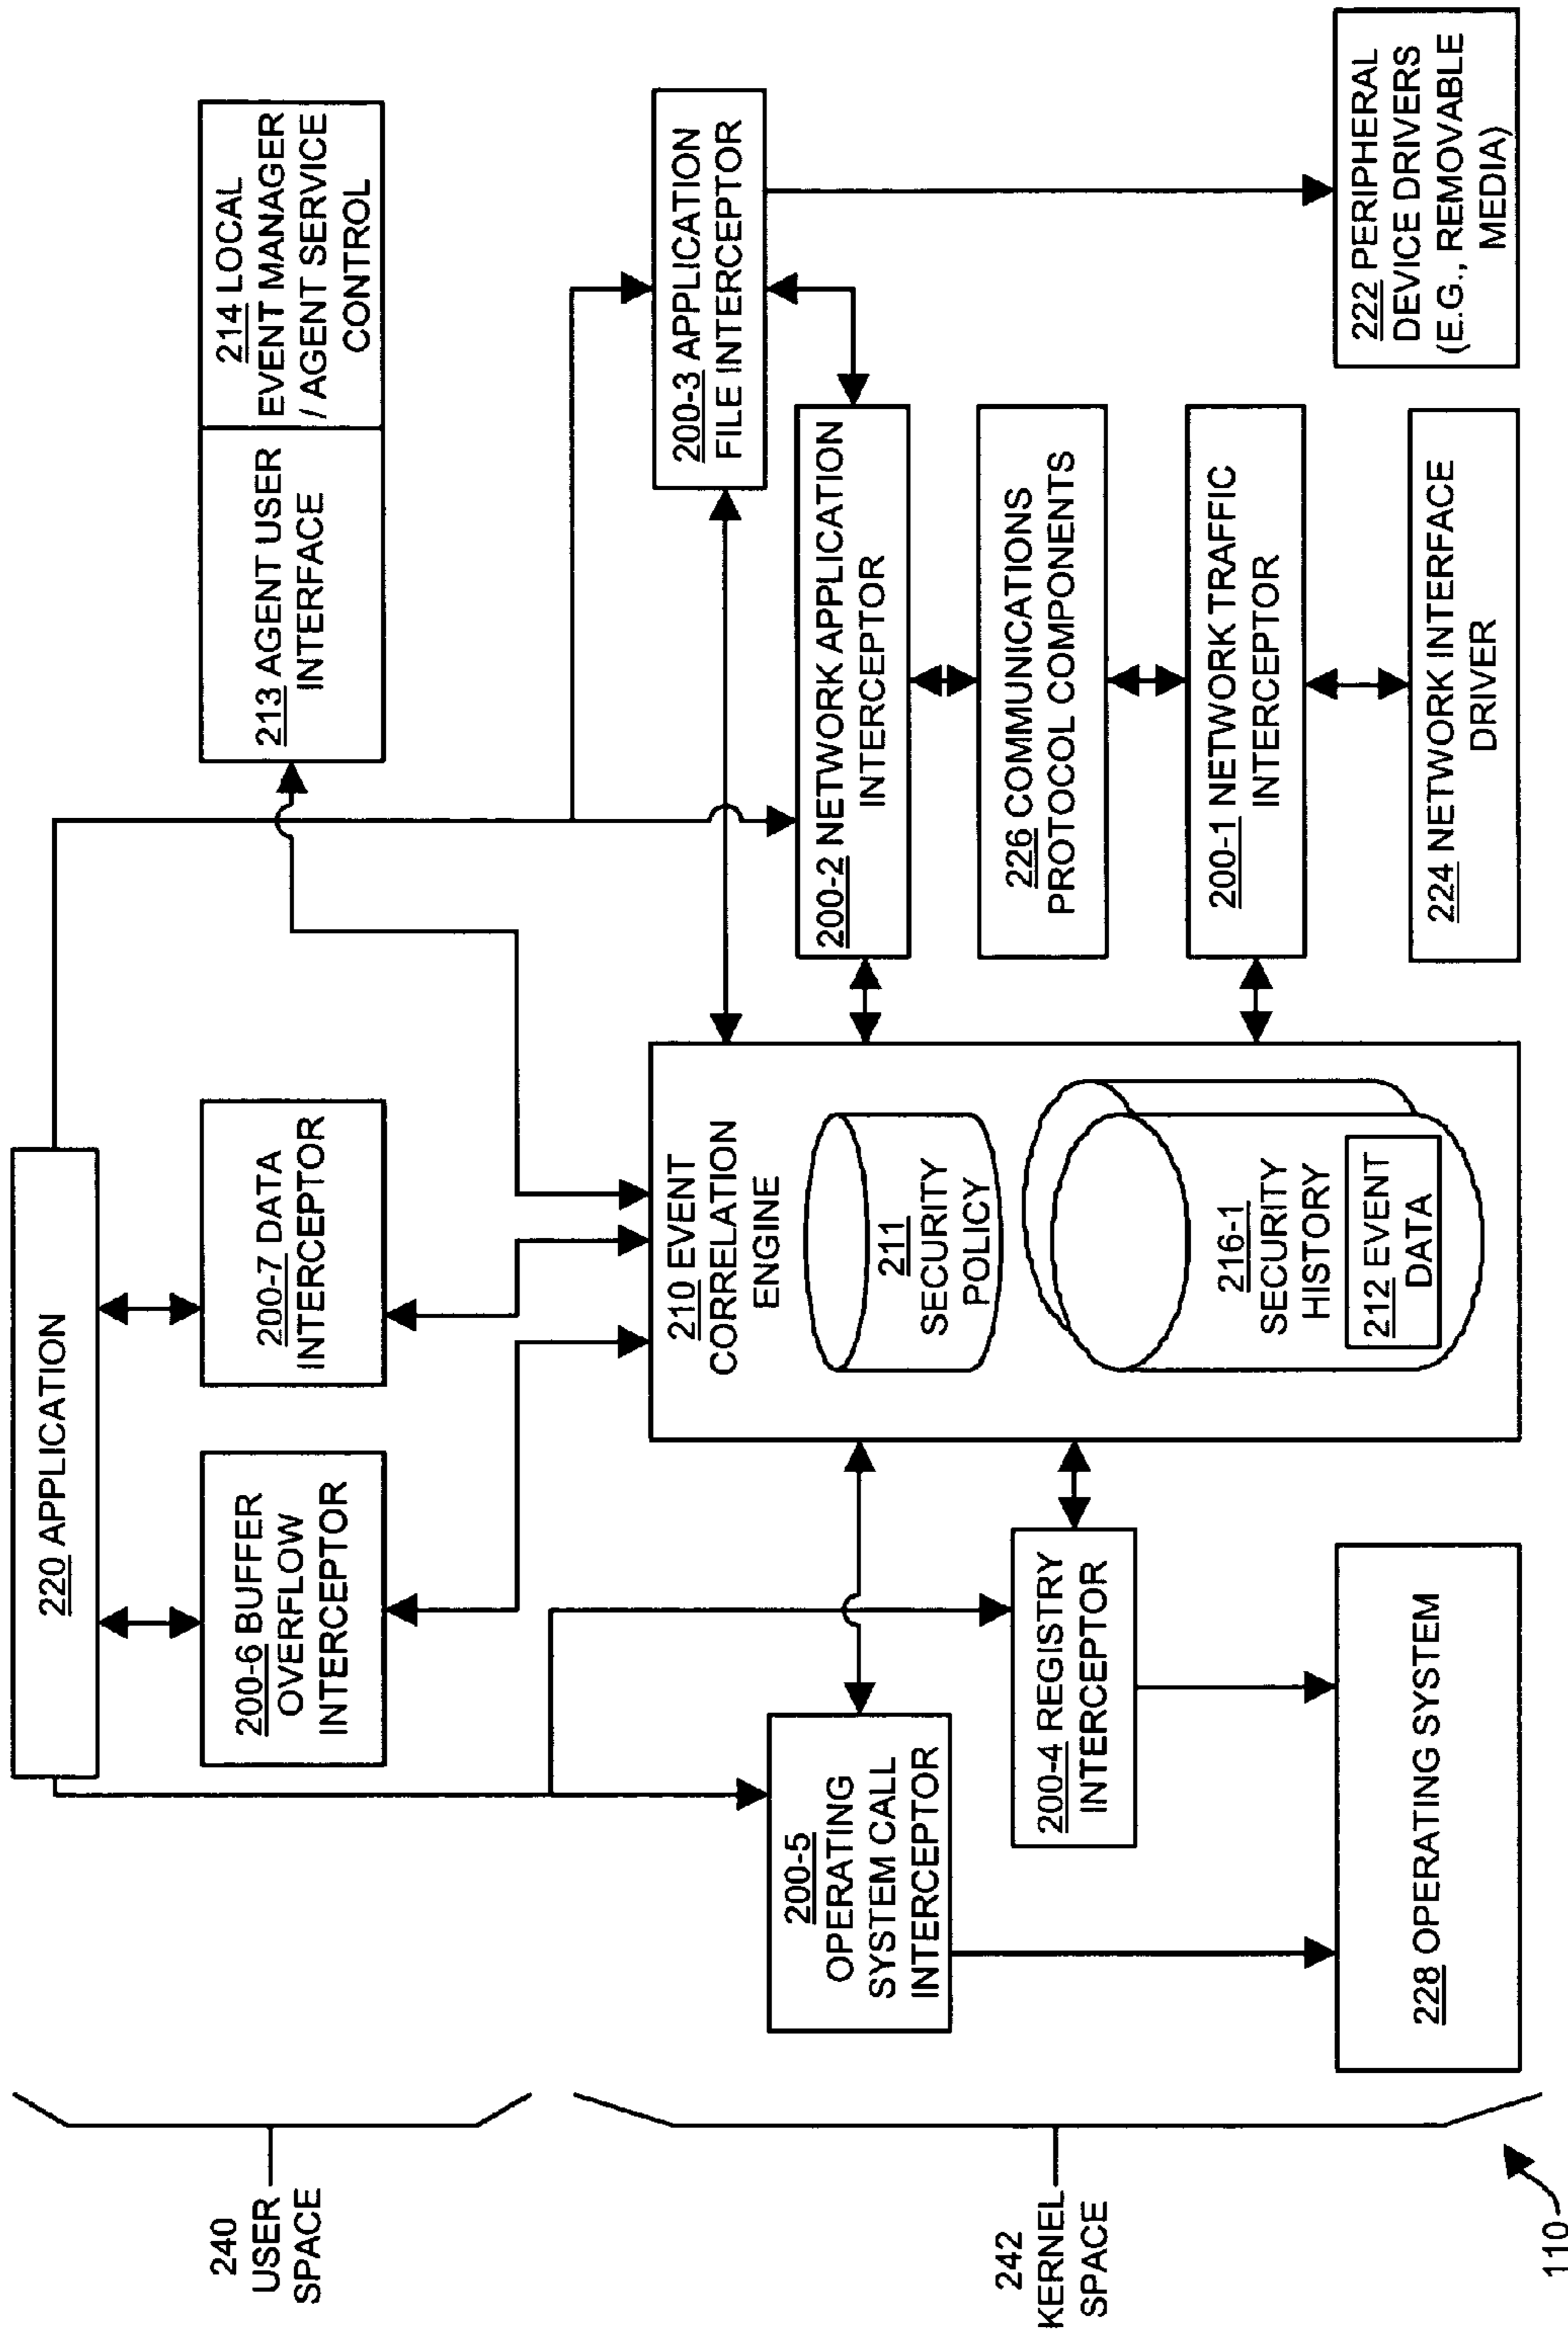 240
USER
SPACE
242
KERNEL
SPACE
110
220 APPLICATION
200-6 BUFFER
OVERFLOW
INTERCEPTOR
200-7 DATA
INTERCEPTOR
213 AGENT USER
INTERFACE
214 LOCAL
EVENT MANAGER
/ AGENT SERVICE
CONTROL
200-5
OPERATING
SYSTEM CALL
INTERCEPTOR
200-4 REGISTRY
INTERCEPTOR
228 OPERATING SYSTEM
210 EVENT
CORRELATION
ENGINE
211
SECURITY
POLICY
216-1
SECURITY
HISTORY
212 EVENT
DATA
200-3 APPLICATION
FILE INTERCEPTOR
200-2 NETWORK APPLICATION
INTERCEPTOR
226 COMMUNICATIONS
PROTOCOL COMPONENTS
200-1 NETWORK TRAFFIC
INTERCEPTOR
224 NETWORK INTERFACE
DRIVER
222 PERIPHERAL
DEVICE DRIVERS
(E.G., REMOVABLE
MEDIA)